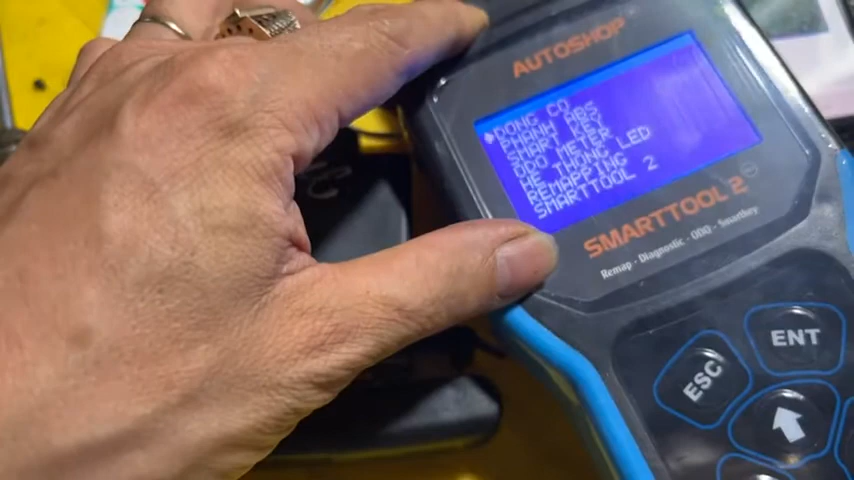 AUTOSHOP
DONG CO
PHANH ABS
SMART KEY
ODO METER
HE THONG LED
REMAPPING
SMARTTOOL 2
SMARTTOOL 2
Remap - Diagnostic - ODO - Smartkey
ENT
ESC